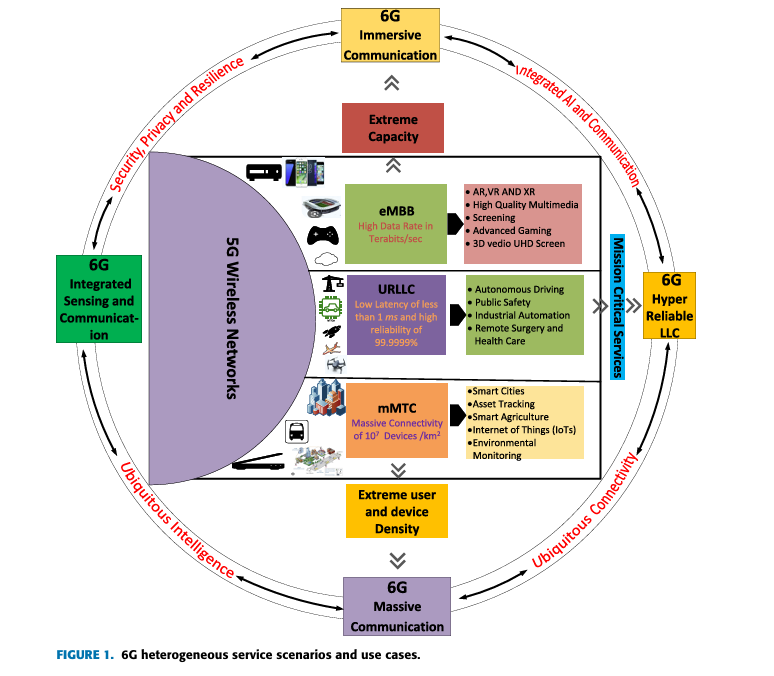 6G
Immersive
Communication
Security, Privacy and Resilience
Integrated AI and Communication
Extreme
Capacity
5G Wireless Networks
eMBB
High Data Rate in
Terabits/sec
• AR,VR AND XR
• High Quality Multimedia
• Screening
• Advanced Gaming
• 3D vedio UHD Screen
6G
Integrated
Sensing and
Communicat-
ion
URLLC
Low Latency of less
than 1 ms and high
reliability of
99.9999%
• Autonomous Driving
• Public Safety
• Industrial Automation
• Remote Surgery and
Health Care
Mission Critical Services
6G
Hyper
Reliable
LLC
mMTC
Massive Connectivity
of 10⁷ Devices /km²
•Smart Cities
•Asset Tracking
•Smart Agriculture
•Internet of Things (IoTs)
•Environmental
Monitoring
Extreme user
and device
Density
Ubiquitous Intelligence
Ubiquitous Connectivity
6G
Massive
Communication
FIGURE 1. 6G heterogeneous service scenarios and use cases.